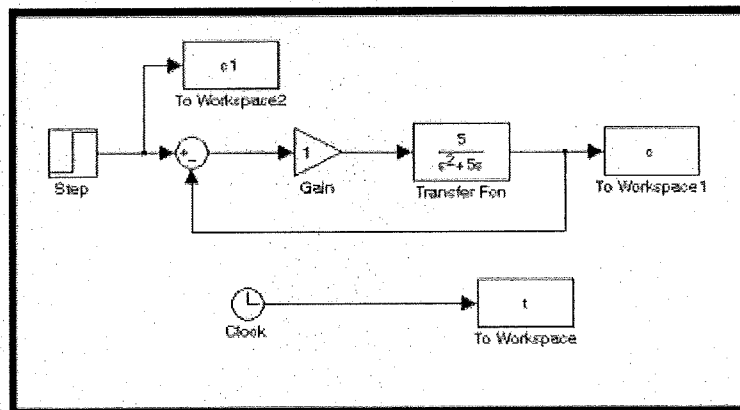 c1
To Workspace2
Step
+
-
1
Gain
5
s²+5s
Transfer Fcn
c
To Workspace1
Clock
t
To Workspace